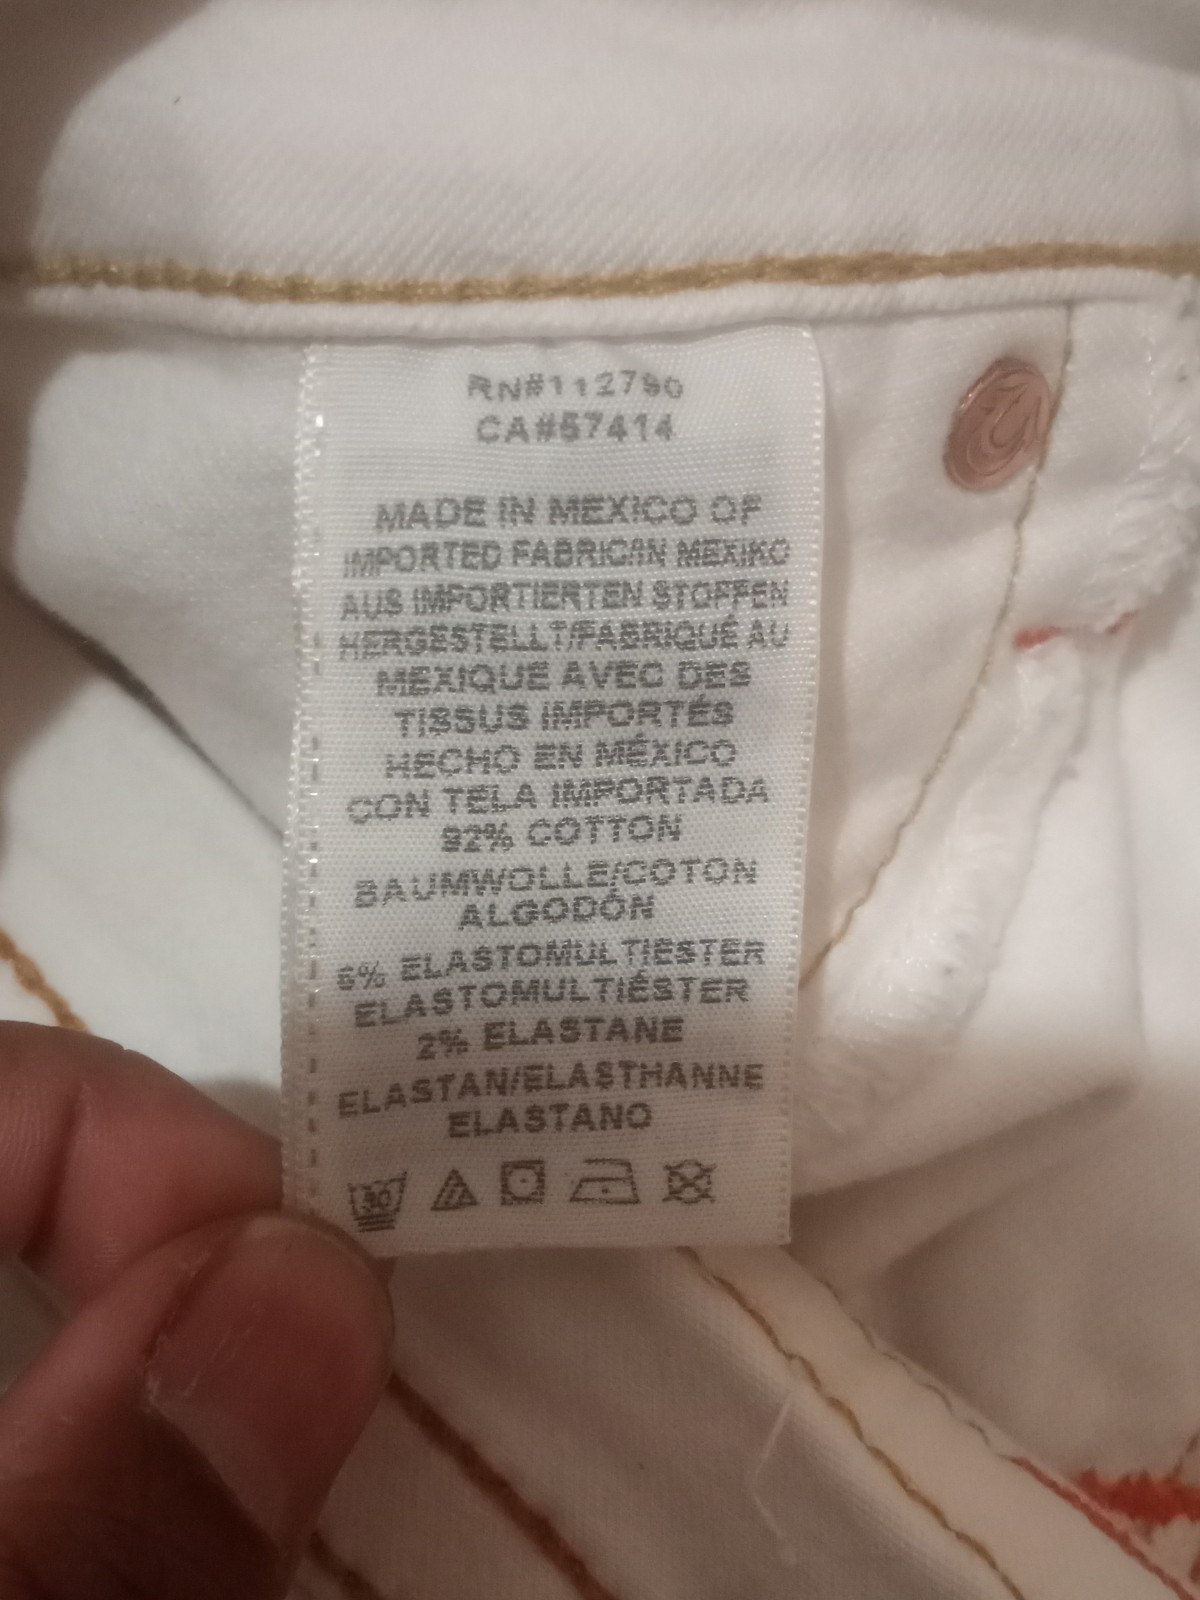 RN#112790
CA#57414
MADE IN MEXICO OF
IMPORTED FABRIC/IN MEXIKO
AUS IMPORTIERTEN STOFFEN
HERGESTELLT/FABRIQUÉ AU
MEXIQUE AVEC DES
TISSUS IMPORTÉS
HECHO EN MÉXICO
CON TELA IMPORTADA
92% COTTON
BAUMWOLLE/COTON
ALGODÓN
6% ELASTOMULTIESTER
ELASTOMULTIÉSTER
2% ELASTANE
ELASTAN/ELASTHANNE
ELASTANO
30